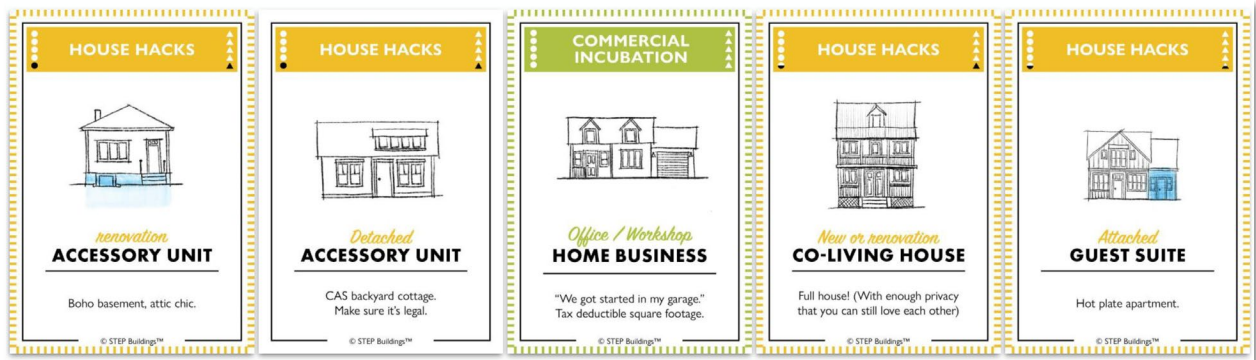 HOUSE HACKS
renovation
ACCESSORY UNIT
Boho basement, attic chic.
© STEP Buildings™
HOUSE HACKS
Detached
ACCESSORY UNIT
CAS backyard cottage.
Make sure it's legal.
© STEP Buildings™
COMMERCIAL
INCUBATION
Office / Workshop
HOME BUSINESS
"We got started in my garage."
Tax deductible square footage.
© STEP Buildings™
HOUSE HACKS
New or renovation
CO-LIVING HOUSE
Full house! (With enough privacy
that you can still love each other)
© STEP Buildings™
HOUSE HACKS
Attached
GUEST SUITE
Hot plate apartment.
© STEP Buildings™